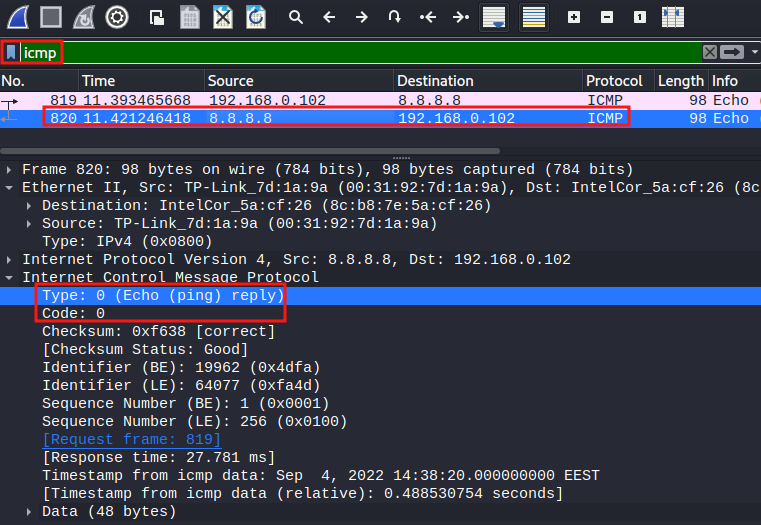 icmp
No. Time Source Destination Protocol Length Info
819 11.393465668 192.168.0.102 8.8.8.8 ICMP 98 Echo (
820 11.421246418 8.8.8.8 192.168.0.102 ICMP 98 Echo (
Frame 820: 98 bytes on wire (784 bits), 98 bytes captured (784 bits)
Ethernet II, Src: TP-Link_7d:1a:9a (00:31:92:7d:1a:9a), Dst: IntelCor_5a:cf:26 (8c
Destination: IntelCor_5a:cf:26 (8c:b8:7e:5a:cf:26)
Source: TP-Link_7d:1a:9a (00:31:92:7d:1a:9a)
Type: IPv4 (0x0800)
Internet Protocol Version 4, Src: 8.8.8.8, Dst: 192.168.0.102
Internet Control Message Protocol
Type: 0 (Echo (ping) reply)
Code: 0
Checksum: 0xf638 [correct]
[Checksum Status: Good]
Identifier (BE): 19962 (0x4dfa)
Identifier (LE): 64077 (0xfa4d)
Sequence Number (BE): 1 (0x0001)
Sequence Number (LE): 256 (0x0100)
[Request frame: 819]
[Response time: 27.781 ms]
Timestamp from icmp data: Sep  4, 2022 14:38:20.000000000 EEST
[Timestamp from icmp data (relative): 0.488530754 seconds]
Data (48 bytes)